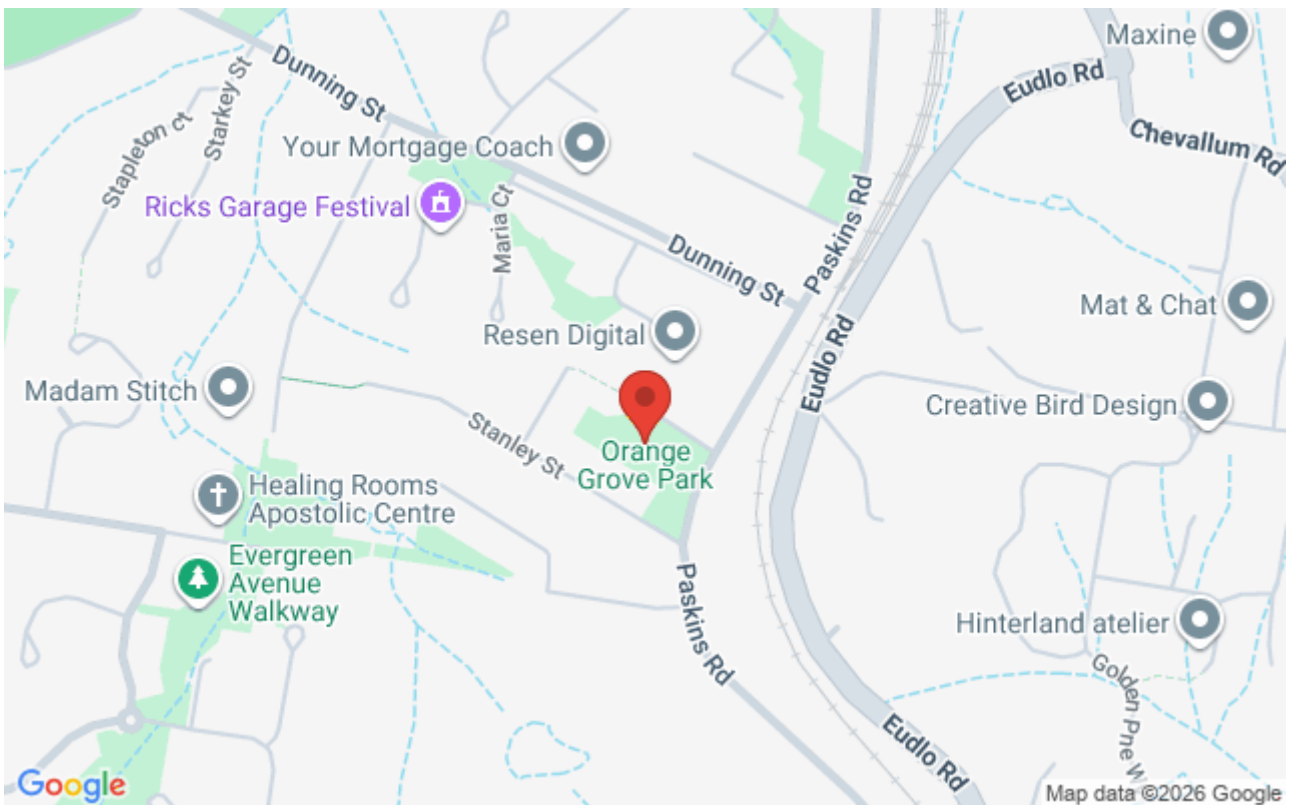 Maxine
Eudlo Rd
Dunning St
Starkey St
Stapleton ct
Chevallum Rd
Your Mortgage Coach
Ricks Garage Festival
Maria Ct
Paskins Rd
Dunning St
Mat & Chat
Resen Digital
Eudlo Rd
Madam Stitch
Creative Bird Design
Stanley St
Orange
Grove Park
Healing Rooms
Apostolic Centre
Evergreen
Avenue
Walkway
Paskins Rd
Hinterland atelier
Golden Pne W
Eudlo Rd
Google
Map data ©2026 Google